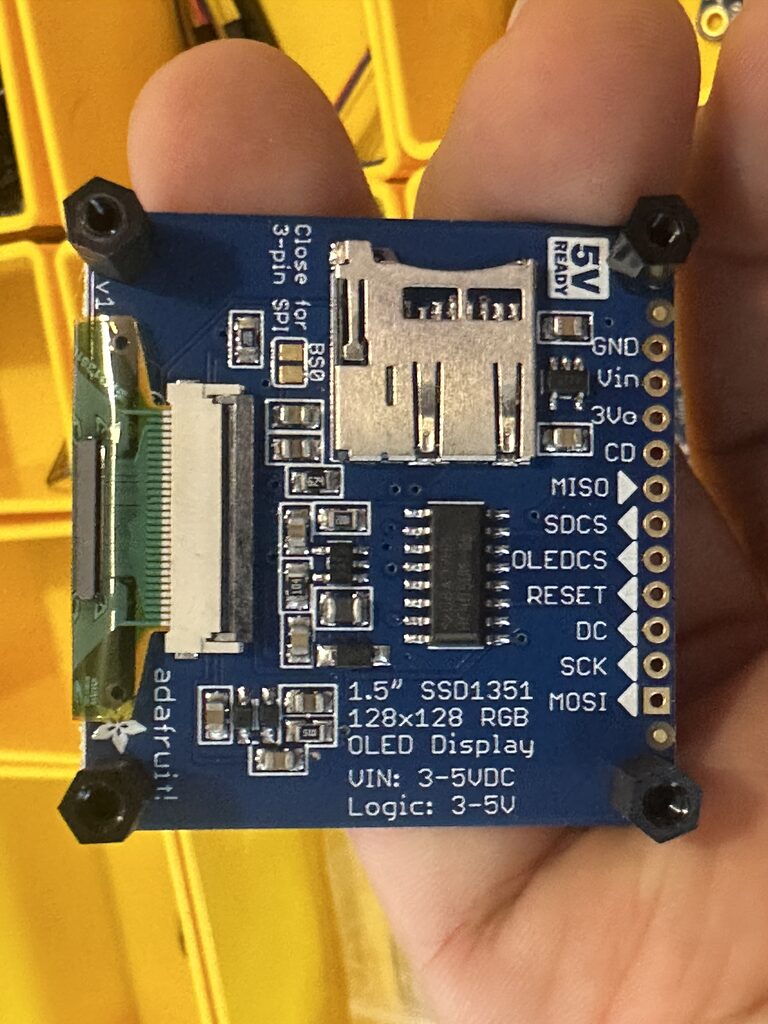 Close for
3-pin SPI
BS0
5V
READY
v1
GND
Vin
3Vo
CD
MISO
SDCS
OLEDCS
RESET
DC
SCK
MOSI
1.5” SSD1351
128x128 RGB
OLED Display
VIN: 3-5VDC
Logic: 3-5V
adafruit!